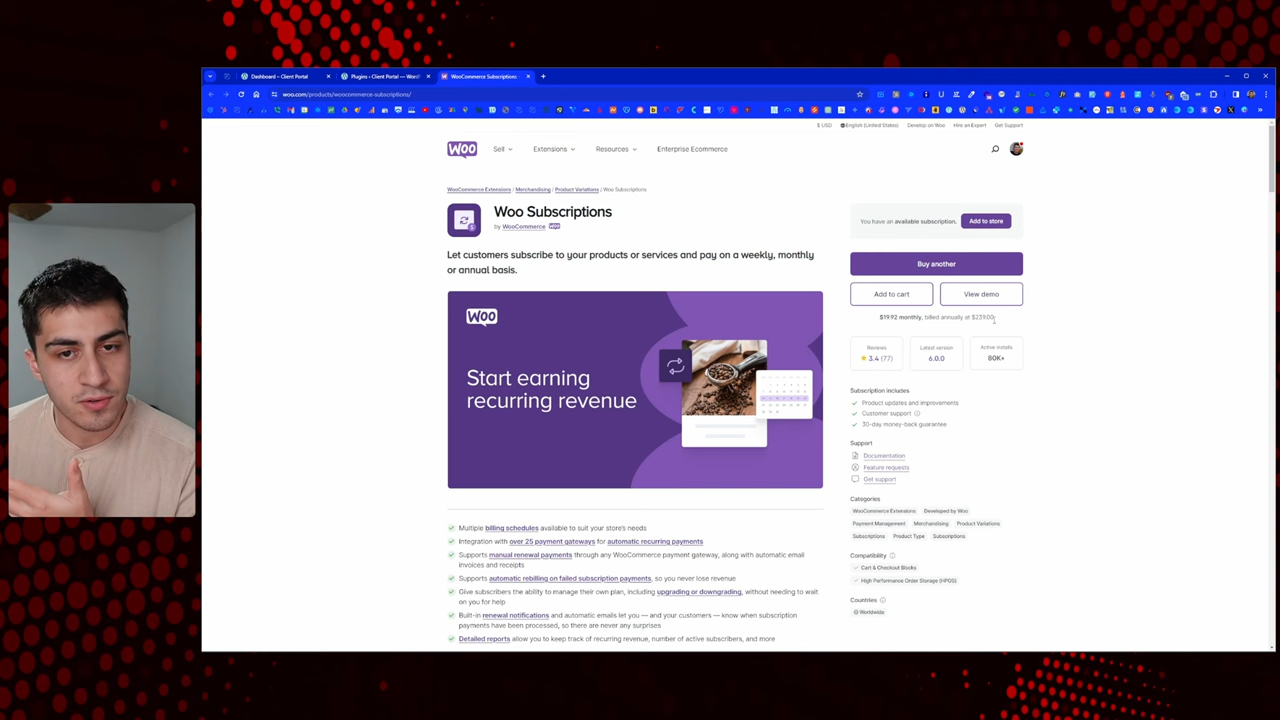 Dashboard – Client Portal
Plugins ‹ Client Portal — Word
WooCommerce Subscriptions
woo.com/products/woocommerce-subscriptions/
$ USD
English (United States)
Develop on Woo
Hire an Expert
Get Support
WOO
Sell
Extensions
Resources
Enterprise Ecommerce
WooCommerce Extensions / Merchandising / Product Variations / Woo Subscriptions
Woo Subscriptions
by WooCommerce WOO
You have an available subscription.
Add to store
Let customers subscribe to your products or services and pay on a weekly, monthly
or annual basis.
Buy another
Add to cart
View demo
$19.92 monthly, billed annually at $239.00.
WOO
Start earning
recurring revenue
Reviews
3.4 (77)
Latest version
6.0.0
Active installs
80K+
Subscription includes
Product updates and improvements
Customer support
30-day money-back guarantee
Support
Documentation
Feature requests
Get support
Categories
WooCommerce Extensions
Developed by Woo
Payment Management
Merchandising
Product Variations
Subscriptions
Product Type
Subscriptions
Compatibility
Cart & Checkout Blocks
High Performance Order Storage (HPOS)
Countries
Worldwide
Multiple billing schedules available to suit your store's needs
Integration with over 25 payment gateways for automatic recurring payments
Supports manual renewal payments through any WooCommerce payment gateway, along with automatic email
invoices and receipts
Supports automatic rebilling on failed subscription payments, so you never lose revenue
Give subscribers the ability to manage their own plan, including upgrading or downgrading, without needing to wait
on you for help
Built-in renewal notifications and automatic emails let you — and your customers — know when subscription
payments have been processed, so there are never any surprises
Detailed reports allow you to keep track of recurring revenue, number of active subscribers, and more